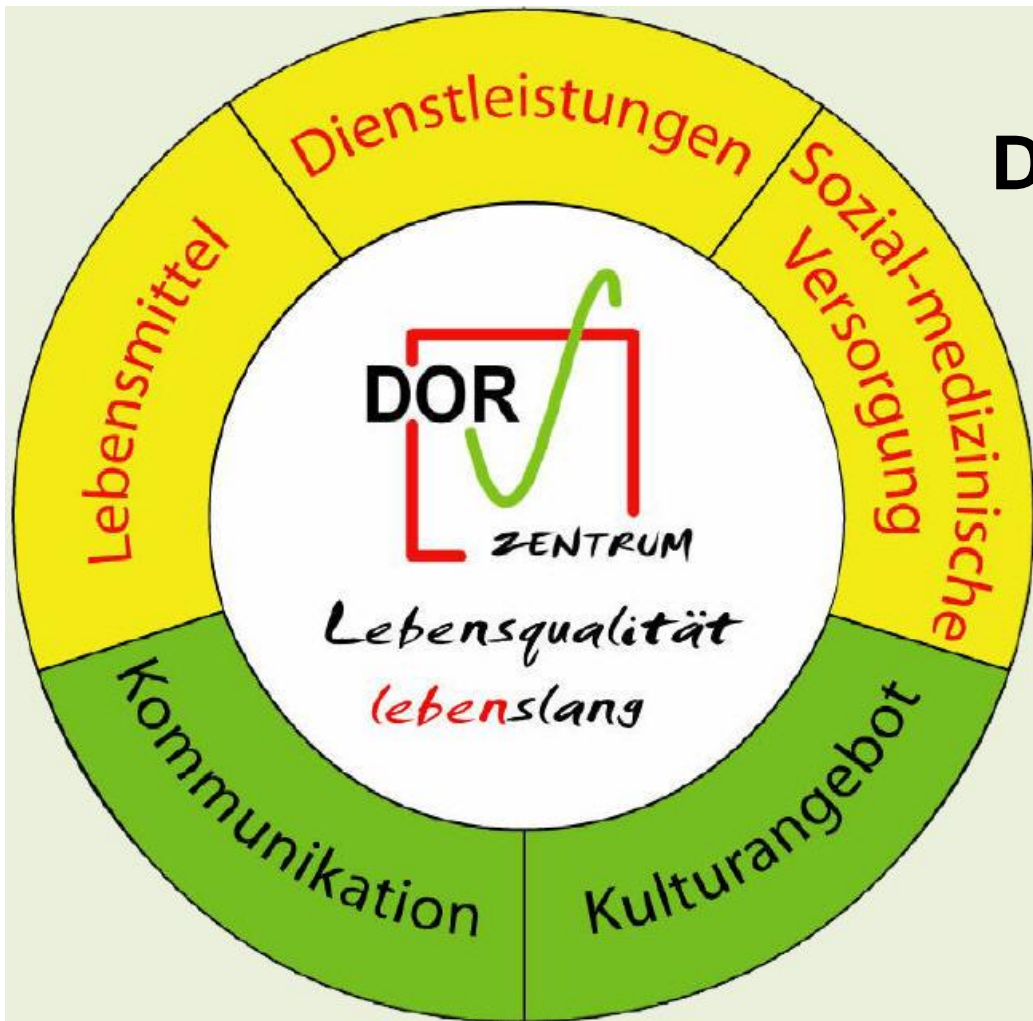 Dienstleistungen
Sozial-medizinische
Versorgung
Kulturangebot
Kommunikation
Lebensmittel
DOR
ZENTRUM
Lebensqualität
lebenslang
D